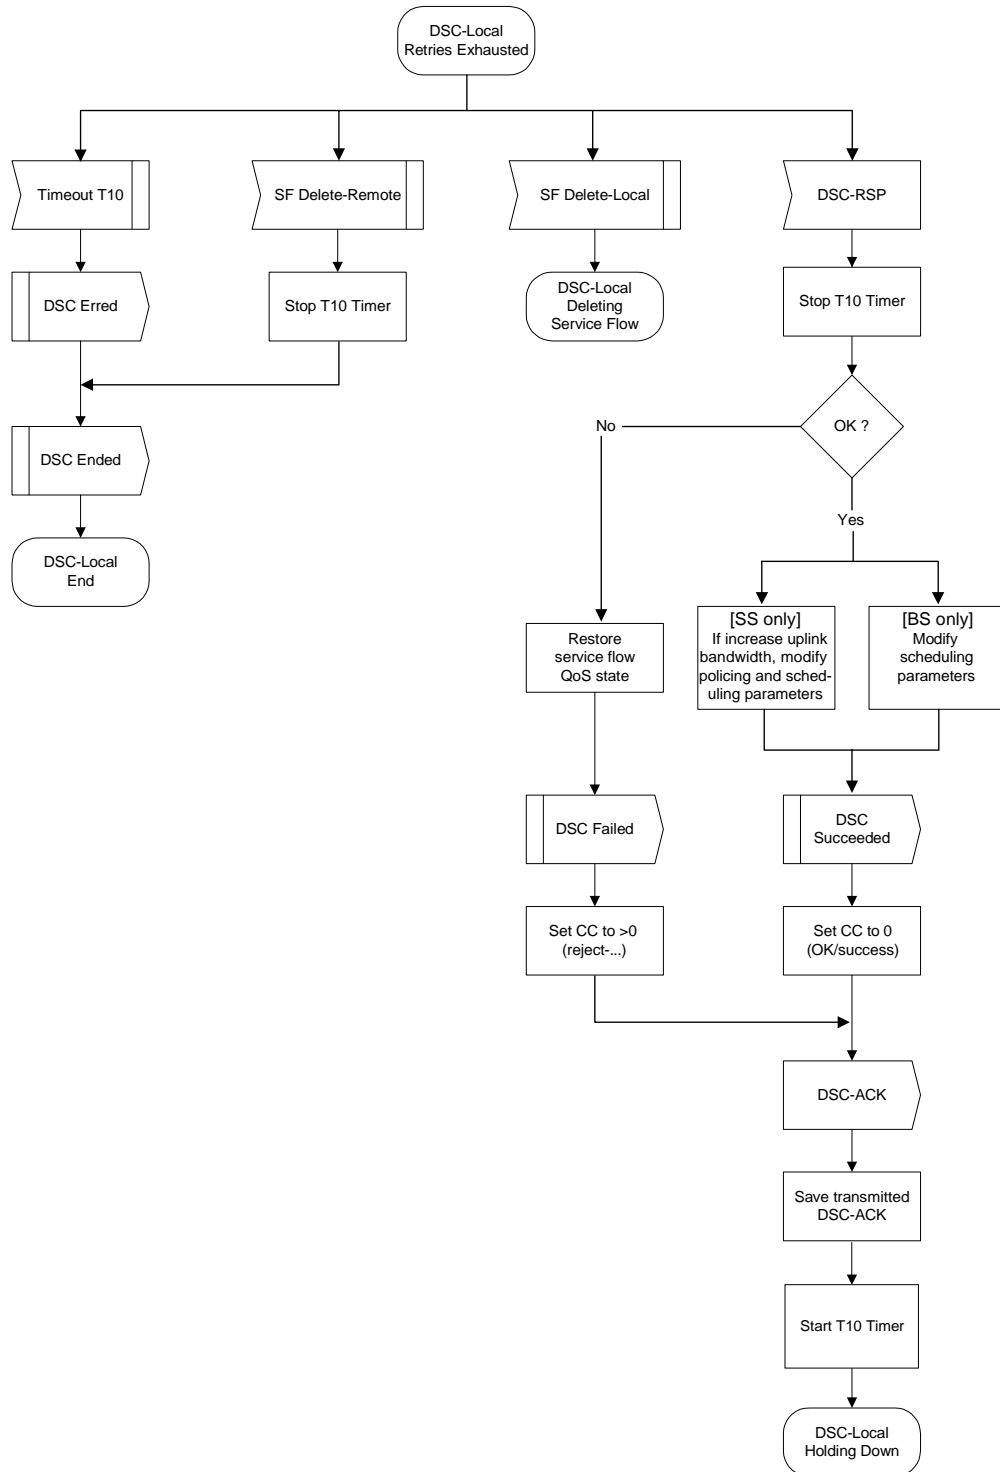 DSC-Local
Retries Exhausted
Timeout T10
SF Delete-Remote
SF Delete-Local
DSC-RSP
DSC Erred
Stop T10 Timer
DSC-Local
Deleting
Service Flow
Stop T10 Timer
OK ?
No
DSC Ended
Yes
DSC-Local
End
[SS only]
If increase uplink
bandwidth, modify
policing and sched-
uling parameters
[BS only]
Modify
scheduling
parameters
Restore
service flow
QoS state
DSC Failed
DSC
Succeeded
Set CC to >0
(reject-...)
Set CC to 0
(OK/success)
DSC-ACK
Save transmitted
DSC-ACK
Start T10 Timer
DSC-Local
Holding Down